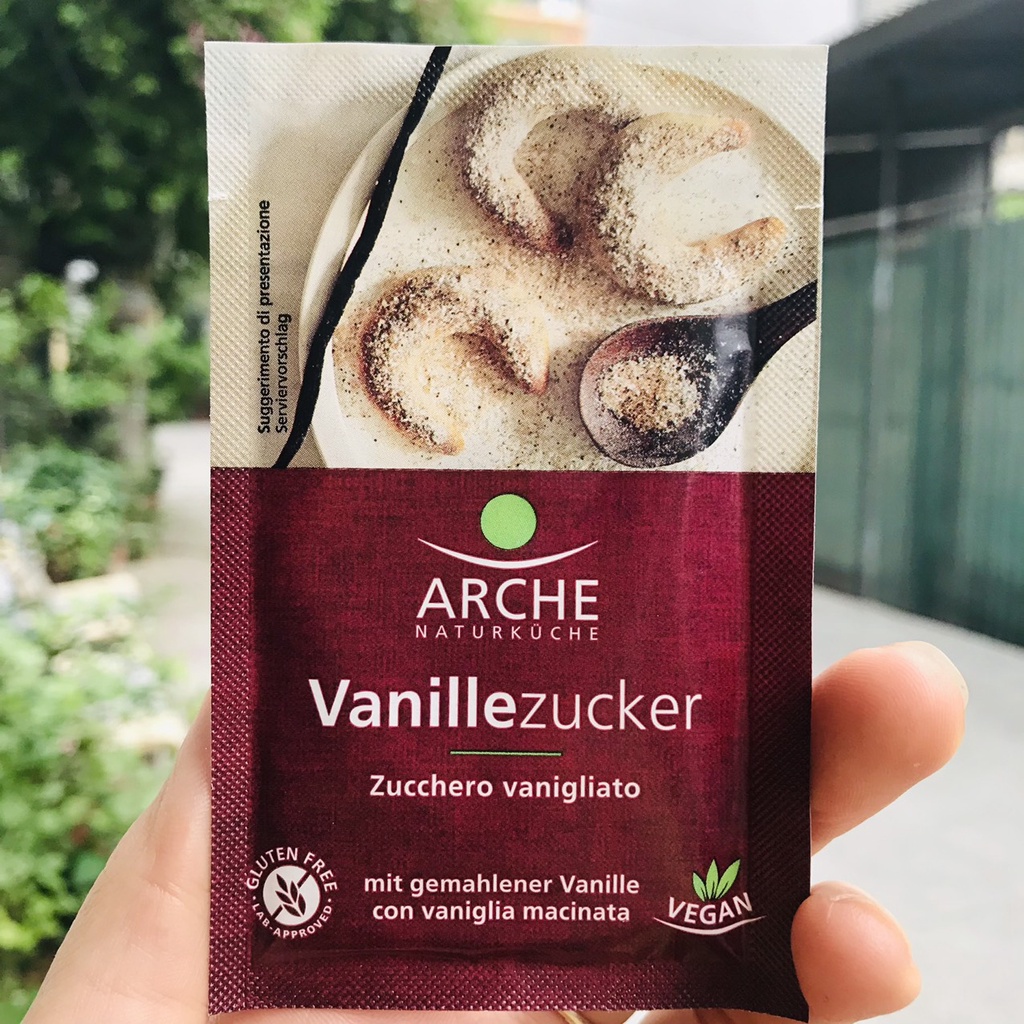 Suggerimento di presentazione
Serviervorschlag
ARCHE
NATURKÜCHE
Vanillezucker
Zucchero vanigliato
GLUTEN FREE
• LAB-APPROVED •
mit gemahlener Vanille
con vaniglia macinata
VEGAN